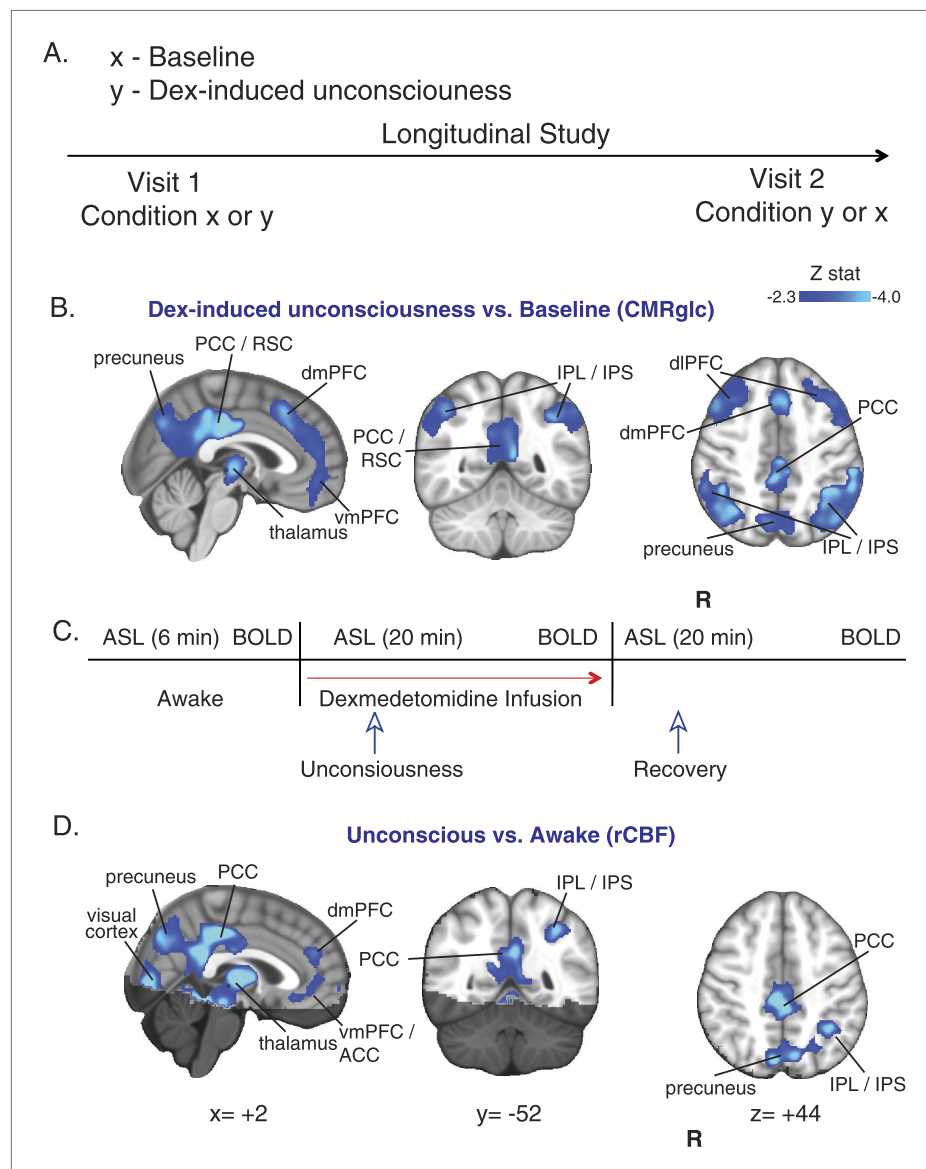 A.
x - Baseline
y - Dex-induced unconsciouness
Longitudinal Study
Visit 1
Condition x or y
Visit 2
Condition y or x
Z stat
-2.3
-4.0
B.
Dex-induced unconsciousness vs. Baseline (CMRglc)
precuneus
PCC / RSC
dmPFC
thalamus
vmPFC
IPL / IPS
PCC /
RSC
dlPFC
dmPFC
PCC
precuneus
IPL / IPS
R
C.
ASL (6 min)
BOLD
ASL (20 min)
BOLD
ASL (20 min)
BOLD
Awake
Dexmedetomidine Infusion
Unconsiousness
Recovery
D.
Unconscious vs. Awake (rCBF)
precuneus
PCC
visual
cortex
dmPFC
thalamus
vmPFC /
ACC
x= +2
IPL / IPS
PCC
y= -52
PCC
precuneus
IPL / IPS
z= +44
R